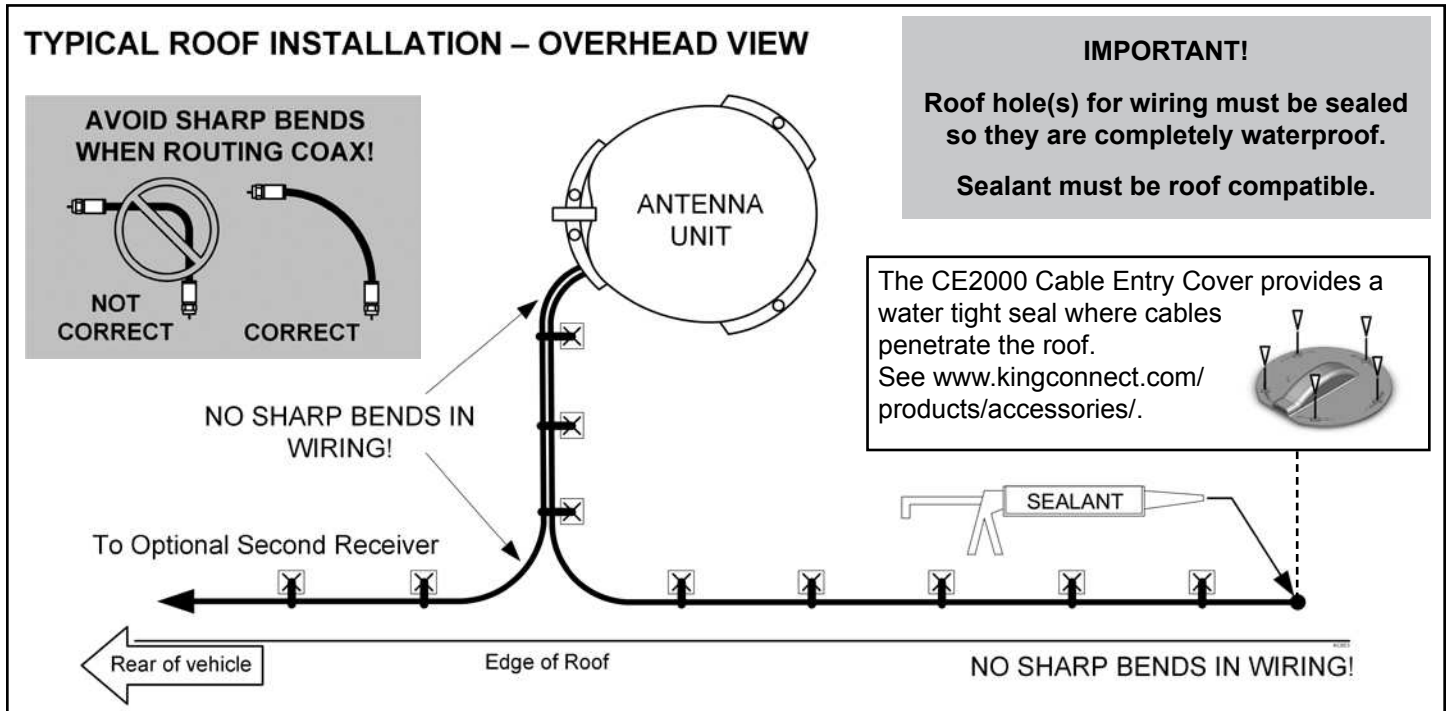 TYPICAL ROOF INSTALLATION – OVERHEAD VIEW
AVOID SHARP BENDS
WHEN ROUTING COAX!
NOT
CORRECT
CORRECT
IMPORTANT!
Roof hole(s) for wiring must be sealed
so they are completely waterproof.
Sealant must be roof compatible.
ANTENNA
UNIT
The CE2000 Cable Entry Cover provides a
water tight seal where cables
penetrate the roof.
See www.kingconnect.com/
products/accessories/.
NO SHARP BENDS IN
WIRING!
SEALANT
To Optional Second Receiver
Rear of vehicle
Edge of Roof
NO SHARP BENDS IN WIRING!